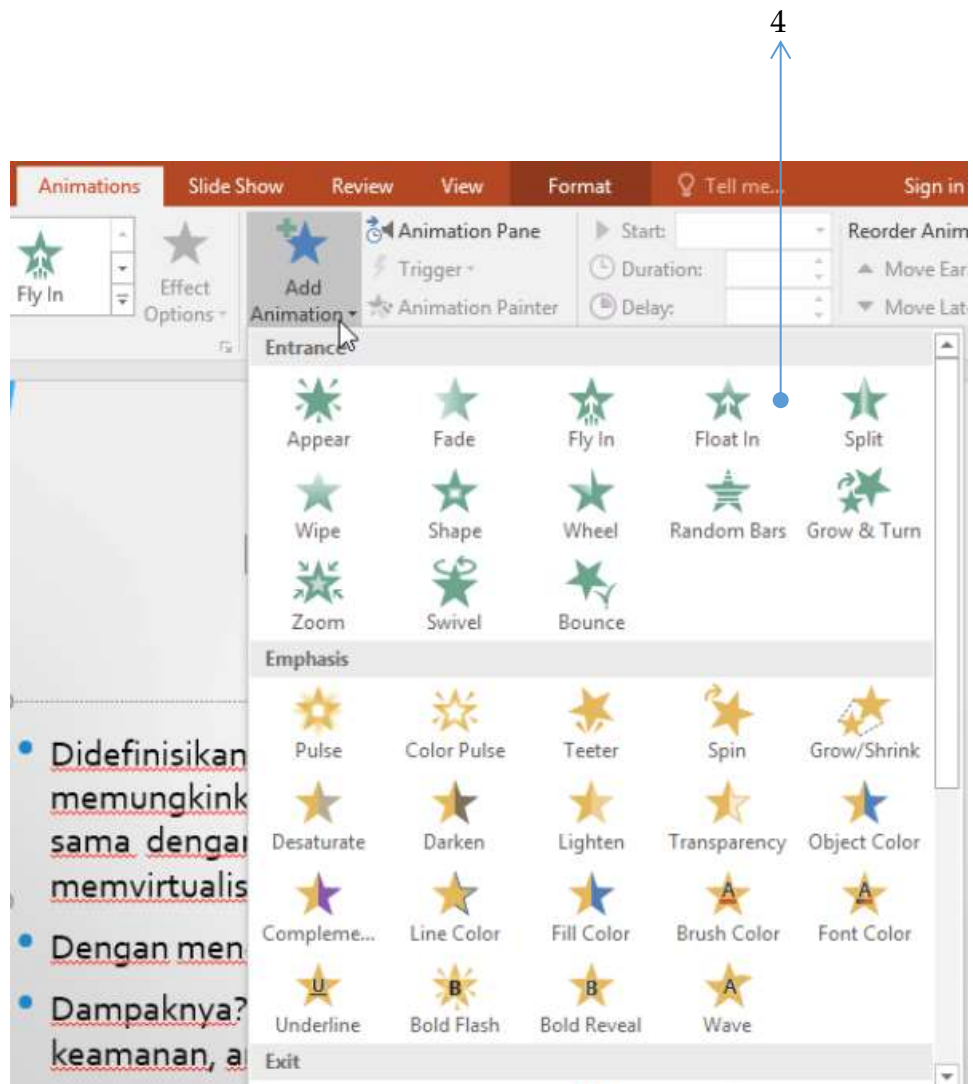 4
Animations Slide Show Review View Format Tell me... Sign in
Animation Pane Start: Reorder Anim
Trigger Duration: Move Ear
Fly In Effect Options Add Animation Animation Painter Delay: Move Lat
Entrance
Appear Fade Fly In Float In Split
Wipe Shape Wheel Random Bars Grow & Turn
Zoom Swivel Bounce
Emphasis
Pulse Color Pulse Teeter Spin Grow/Shrink
Desaturate Darken Lighten Transparency Object Color
Compleme... Line Color Fill Color Brush Color Font Color
U B B A
Underline Bold Flash Bold Reveal Wave
Exit
Didefinisikan
memungkink
sama dengar
memvirtualis
Dengan men
Dampaknya?
keamanan, a